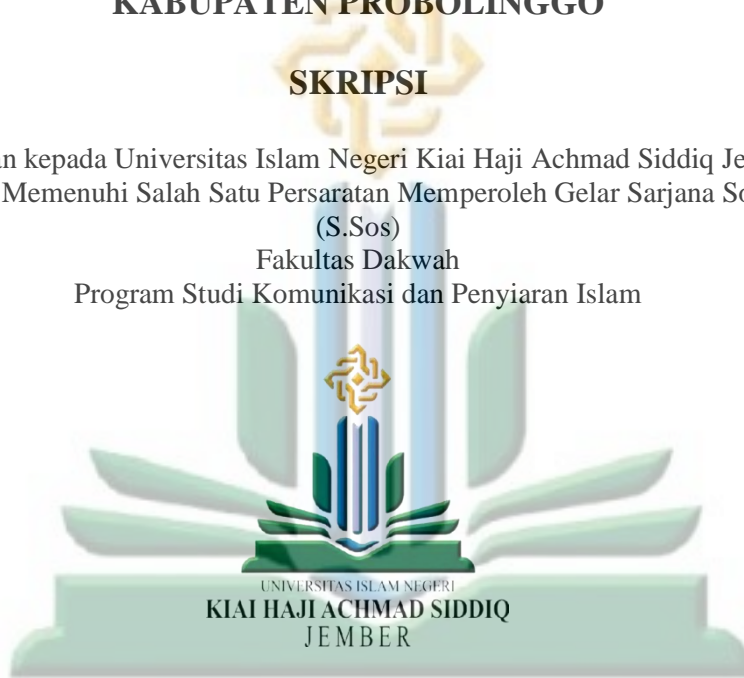 KABUPATEN PROBOLINGGO
SKRIPSI
kepada Universitas Islam Negeri Kiai Haji Achmad Siddiq
Memenuhi Salah Satu Persaratan Memperoleh Gelar Sarjana
(S.Sos)
Fakultas Dakwah
Program Studi Komunikasi dan Penyiaran Islam
UNIVERSITAS ISLAM NEGERI
KIAI HAJI ACHMAD SIDDIQ
JEMBER